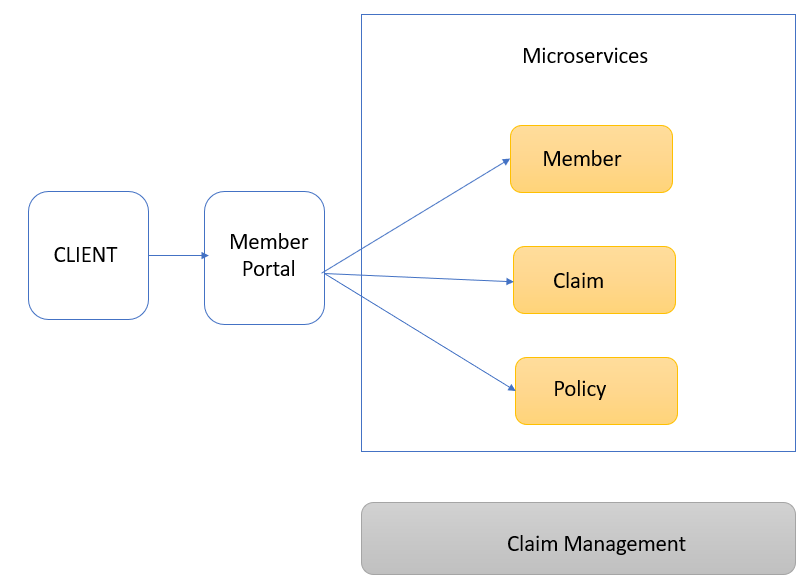 Microservices
Member
CLIENT
Member
Portal
Claim
Policy
Claim Management